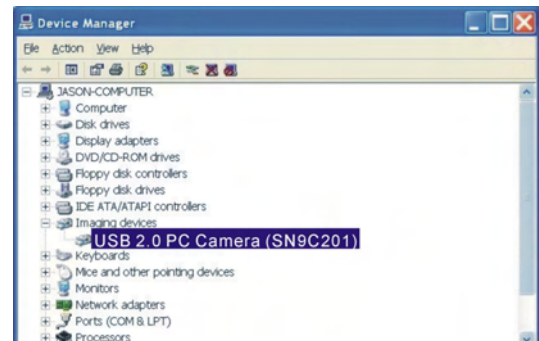 Device Manager
File Action View Help
JASON-COMPUTER
Computer
Disk drives
Display adapters
DVD/CD-ROM drives
Floppy disk controllers
Floppy disk drives
IDE ATA/ATAPI controllers
Imaging devices
USB 2.0 PC Camera (SN9C201)
Keyboards
Mice and other pointing devices
Monitors
Network adapters
Ports (COM & LPT)
Processors